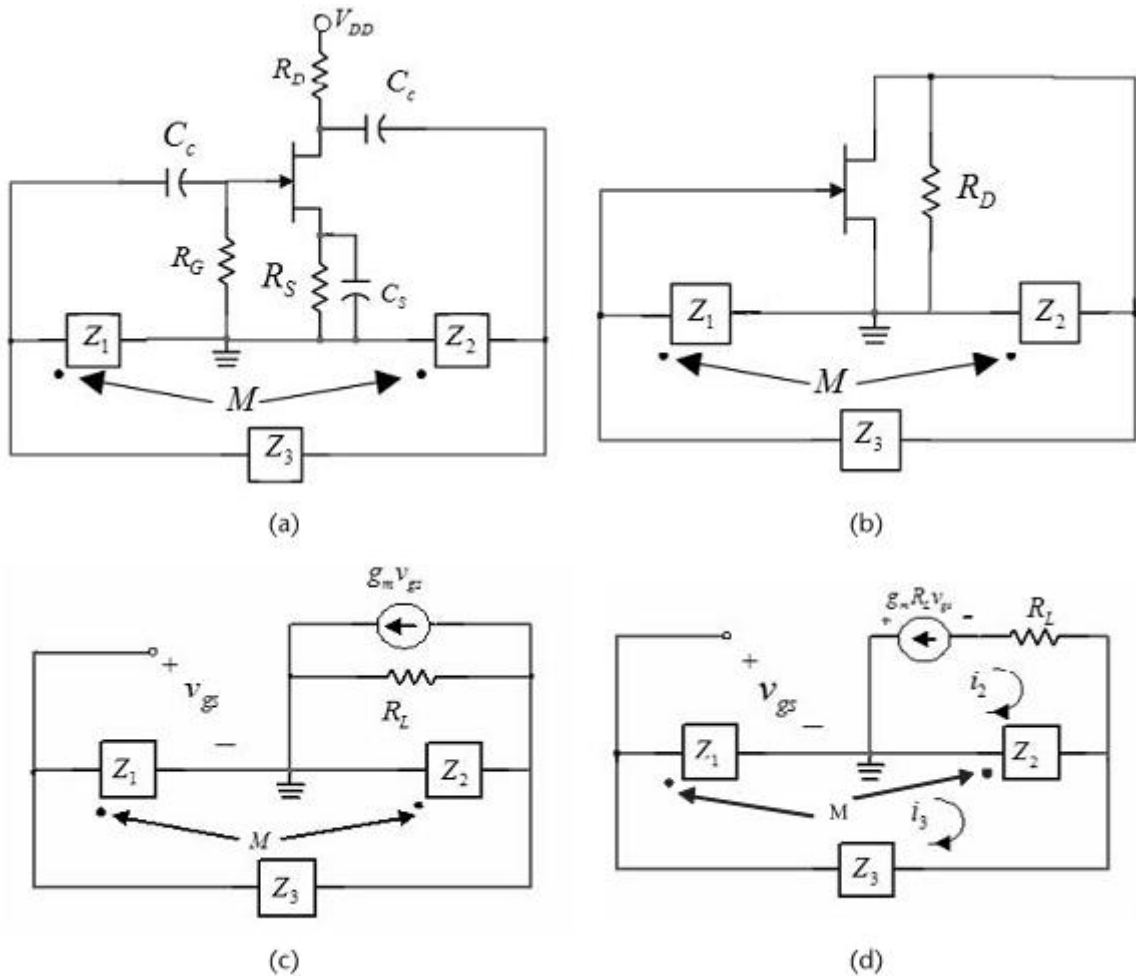 V_DD
R_D
C_c
C_c
R_G
R_S
C_S
Z_1
Z_2
M
Z_3
(a)
R_D
Z_1
Z_2
M
Z_3
(b)
g_m v_gs
+
v_gs
−
R_L
Z_1
Z_2
M
Z_3
(c)
g_m R_L v_gs
+ -
R_L
+
v_gs
−
i_2
Z_1
Z_2
M
i_3
Z_3
(d)